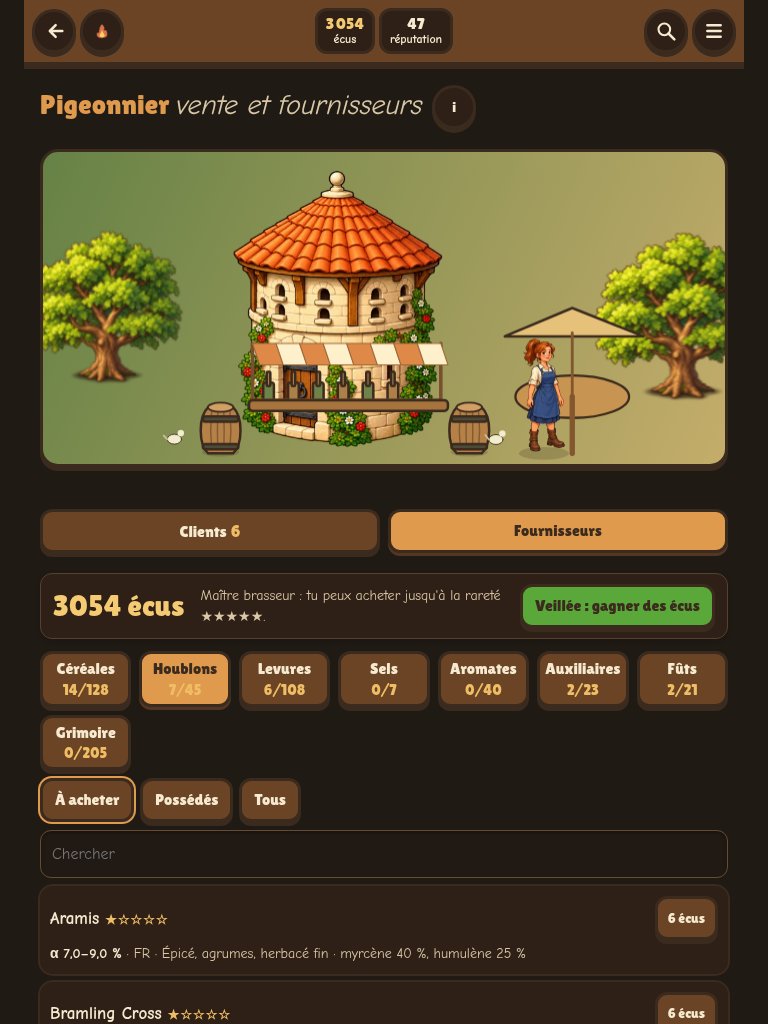 3 054
écus
47
réputation
Pigeonnier vente et fournisseurs
i
Clients 6
Fournisseurs
3054 écus
Maître brasseur : tu peux acheter jusqu'à la rareté
★★★★★.
Veillée : gagner des écus
Céréales
14/128
Houblons
7/45
Levures
6/108
Sels
0/7
Aromates
0/40
Auxiliaires
2/23
Fûts
2/21
Grimoire
0/205
À acheter
Possédés
Tous
Chercher
Aramis ★☆☆☆☆
6 écus
α 7,0–9,0 % · FR · Épicé, agrumes, herbacé fin · myrcène 40 %, humulène 25 %
Bramling Cross ★☆☆☆☆
6 écus